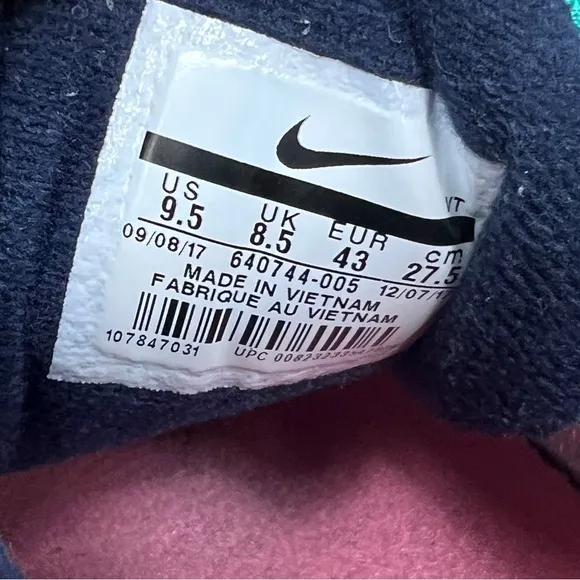 US UK EUR cm
9.5 8.5 43 27.5
09/08/17 640744-005
MADE IN VIETNAM
FABRIQUE AU VIETNAM
107847031 UPC